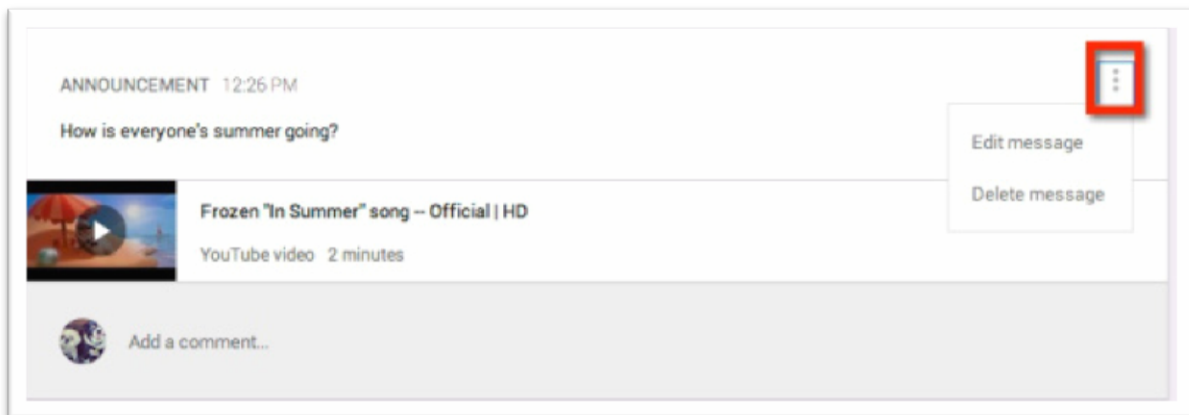 ANNOUNCEMENT 12:26 PM
How is everyone's summer going?
Edit message
Delete message
Frozen "In Summer" song -- Official | HD
YouTube video 2 minutes
Add a comment...